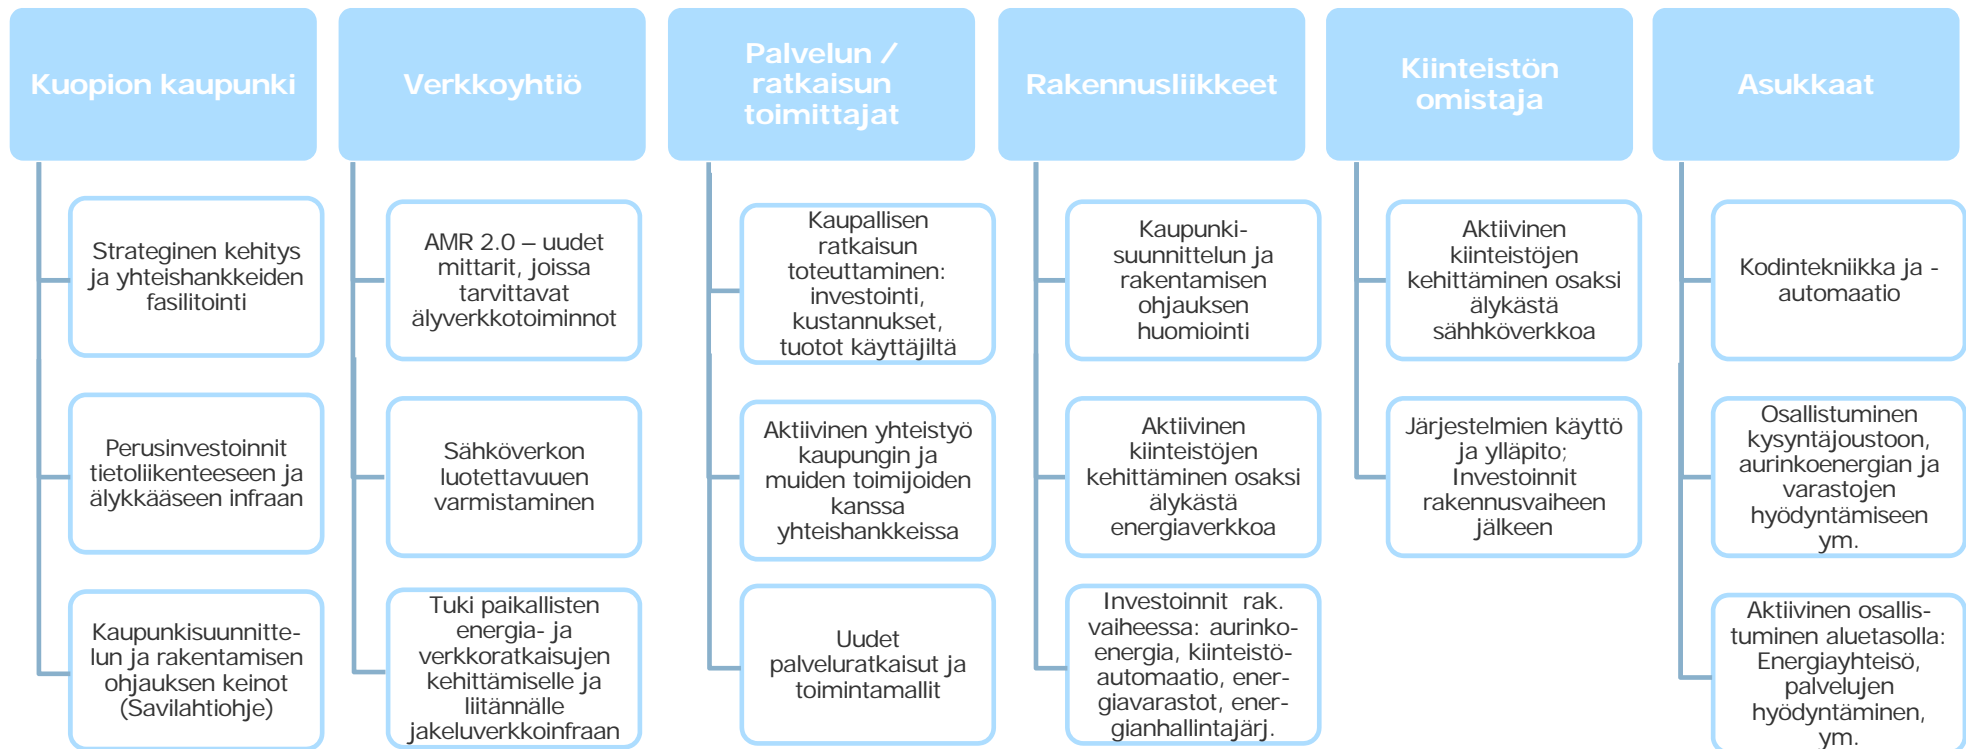 Kuopion kaupunki
Strateginen kehitys
ja yhteishankkeiden
fasilitointi
Perusinvestoinnit
tietoliikenteeseen ja
älykkääseen infraan
Kaupunkisuunnitte-
lun ja rakentamisen
ohjauksen keinot
(Savilahtiohje)
Verkkoyhtiö
AMR 2.0 – uudet
mittarit, joissa
tarvittavat
älyverkkotoiminnot
Sähköverkon
luotettavuuen
varmistaminen
Tuki paikallisten
energia- ja
verkkoratkaisujen
kehittämiselle ja
liitännälle
jakeluverkkoinfraan
Palvelun /
ratkaisun
toimittajat
Kaupallisen
ratkaisun
toteuttaminen:
investointi,
kustannukset,
tuotot käyttäjiltä
Aktiivinen yhteistyö
kaupungin ja
muiden toimijoiden
kanssa
yhteishankkeissa
Uudet
palveluratkaisut ja
toimintamallit
Rakennusliikkeet
Kaupunki-
suunnittelun ja
rakentamisen
ohjauksen
huomiointi
Aktiivinen
kiinteistöjen
kehittäminen osaksi
älykästä
energiaverkkoa
Investoinnit rak.
vaiheessa: aurinko-
energia, kiinteistö-
automaatio, ener-
giavarastot, ener-
gianhallintajärj.
Kiinteistön
omistaja
Aktiivinen
kiinteistöjen
kehittäminen osaksi
älykästä
sähhköverkkoa
Järjestelmien käyttö
ja ylläpito;
Investoinnit
rakennusvaiheen
jälkeen
Asukkaat
Kodintekniikka ja -
automaatio
Osallistuminen
kysyntäjoustoon,
aurinkoenergian ja
varastojen
hyödyntämiseen
ym.
Aktiivinen osallis-
tuminen aluetasolla:
Energiayhteisö,
palvelujen
hyödyntäminen,
ym.